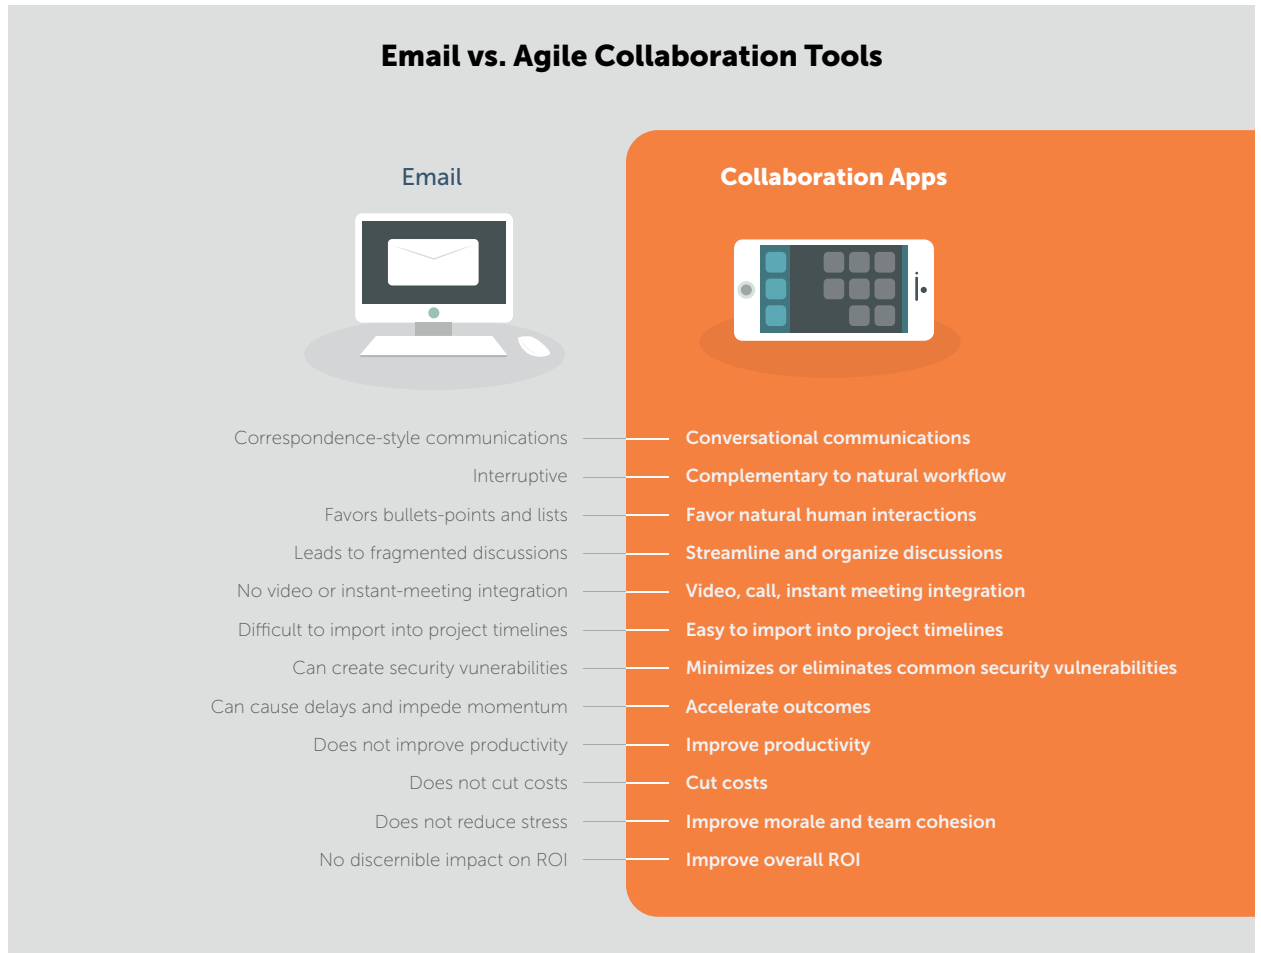 Email vs. Agile Collaboration Tools
Email
Collaboration Apps
Correspondence-style communications
Conversational communications
Interruptive
Complementary to natural workflow
Favors bullets-points and lists
Favor natural human interactions
Leads to fragmented discussions
Streamline and organize discussions
No video or instant-meeting integration
Video, call, instant meeting integration
Difficult to import into project timelines
Easy to import into project timelines
Can create security vunerabilities
Minimizes or eliminates common security vulnerabilities
Can cause delays and impede momentum
Accelerate outcomes
Does not improve productivity
Improve productivity
Does not cut costs
Cut costs
Does not reduce stress
Improve morale and team cohesion
No discernible impact on ROI
Improve overall ROI